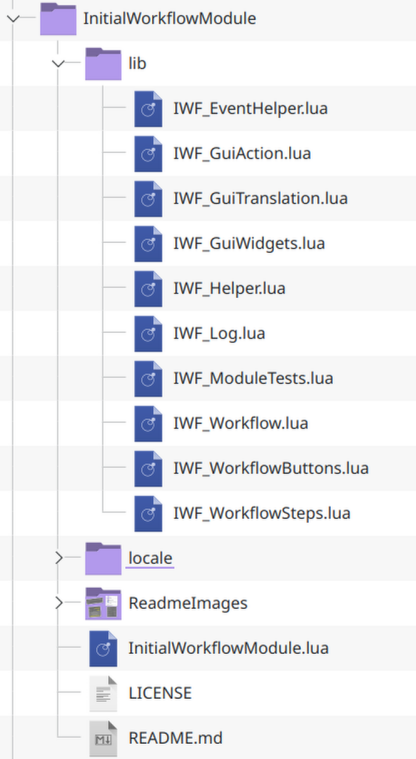 InitialWorkflowModule
lib
IWF_EventHelper.lua
IWF_GuiAction.lua
IWF_GuiTranslation.lua
IWF_GuiWidgets.lua
IWF_Helper.lua
IWF_Log.lua
IWF_ModuleTests.lua
IWF_Workflow.lua
IWF_WorkflowButtons.lua
IWF_WorkflowSteps.lua
locale
ReadmeImages
InitialWorkflowModule.lua
LICENSE
README.md